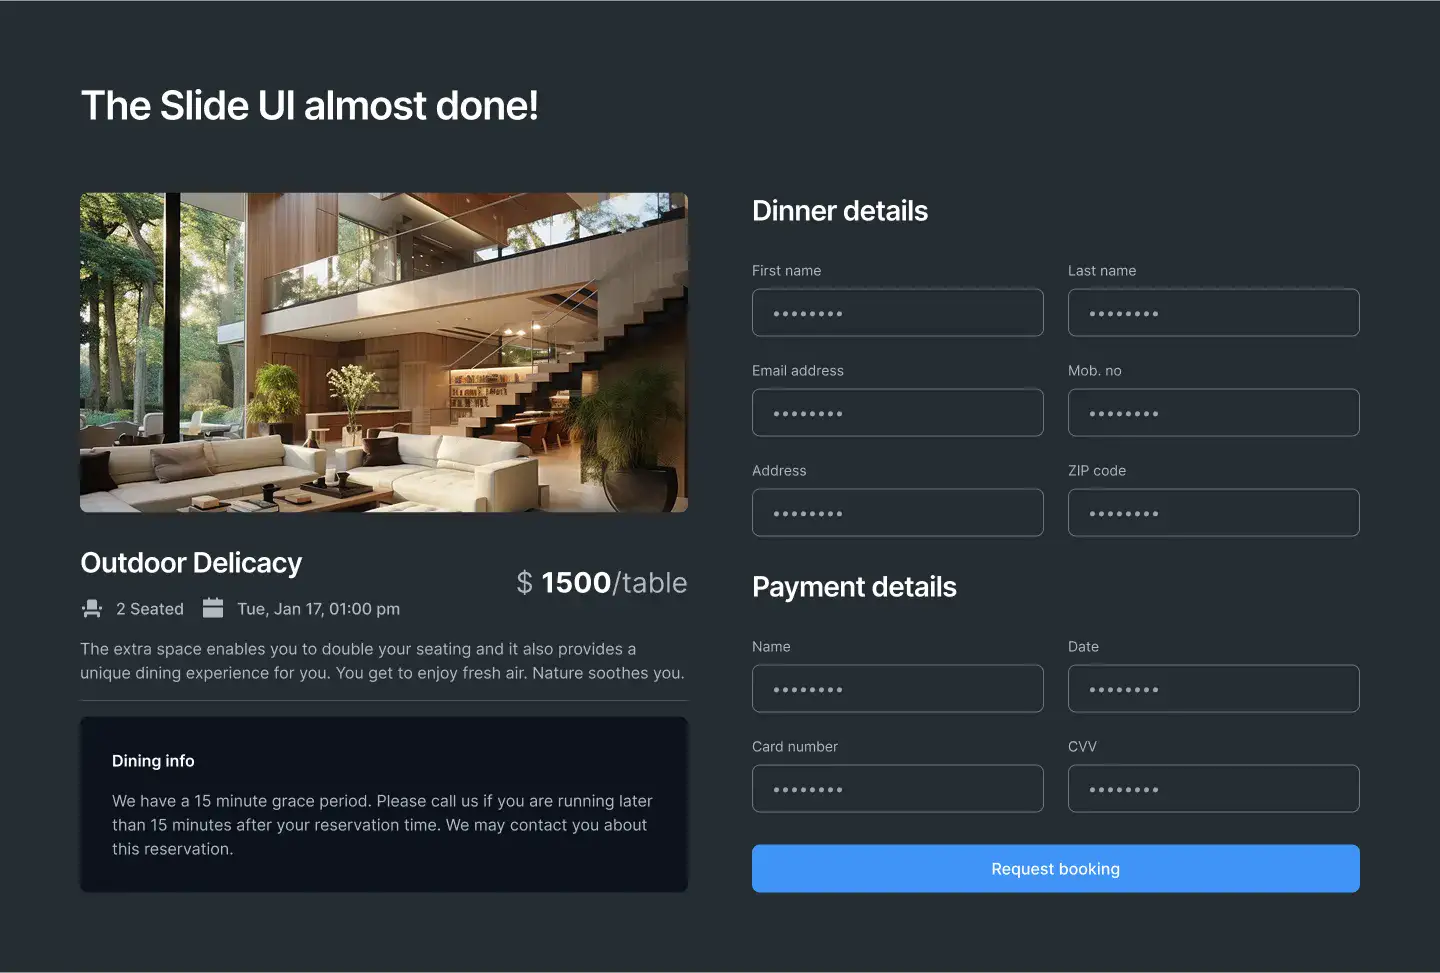 The Slide UI almost done!
Outdoor Delicacy
$ 1500/table
2 Seated
Tue, Jan 17, 01:00 pm
The extra space enables you to double your seating and it also provides a
unique dining experience for you. You get to enjoy fresh air. Nature soothes you.
Dining info
We have a 15 minute grace period. Please call us if you are running later
than 15 minutes after your reservation time. We may contact you about
this reservation.
Dinner details
First name
Last name
••••••••
••••••••
Email address
Mob. no
••••••••
••••••••
Address
ZIP code
••••••••
••••••••
Payment details
Name
Date
••••••••
••••••••
Card number
CVV
••••••••
••••••••
Request booking